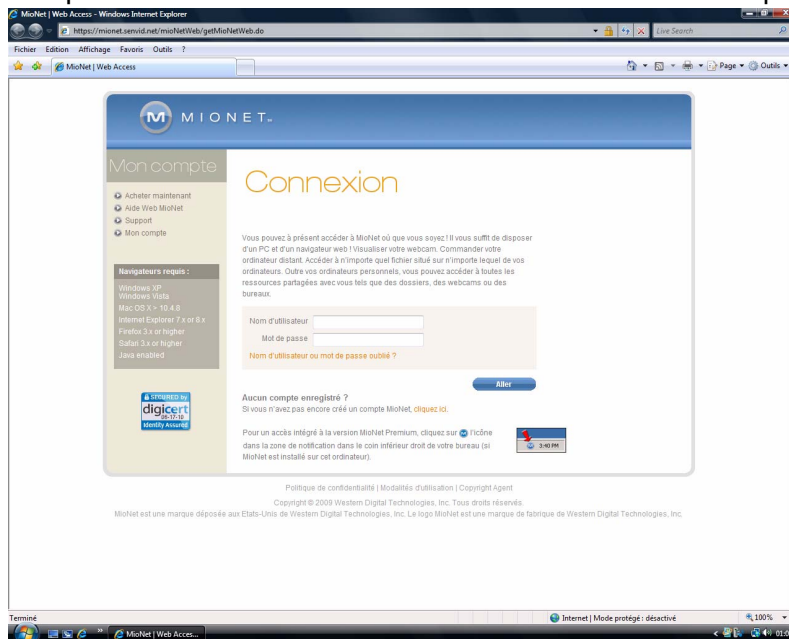 MioNet | Web Access - Windows Internet Explorer
https://mionet.senvid.net/mioNetWeb/getMioNetWeb.do
Live Search
Fichier Edition Affichage Favoris Outils ?
MioNet | Web Access
Page Outils
MIONET
Mon compte
Acheter maintenant
Aide Web MioNet
Support
Mon compte
Navigateurs requis :
Windows XP
Windows Vista
Mac OS X > 10.4.8
Internet Explorer 7.x or 8.x
Firefox 3.x or higher
Safari 3.x or higher
Java enabled
SECURED by
digicert
05-17-10
Identity Assured
Connexion
Vous pouvez à présent accéder à MioNet où que vous soyez ! Il vous suffit de disposer
d'un PC et d'un navigateur web ! Visualiser votre webcam. Commander votre
ordinateur distant. Accéder à n'importe quel fichier situé sur n'importe lequel de vos
ordinateurs. Outre vos ordinateurs personnels, vous pouvez accéder à toutes les
ressources partagées avec vous tels que des dossiers, des webcams ou des
bureaux.
Nom d'utilisateur
Mot de passe
Nom d'utilisateur ou mot de passe oublié ?
Aller
Aucun compte enregistré ?
Si vous n'avez pas encore créé un compte MioNet, cliquez ici.
Pour un accès intégré à la version MioNet Premium, cliquez sur l'icône
dans la zone de notification dans le coin inférieur droit de votre bureau (si
MioNet est installé sur cet ordinateur).
3:40 PM
Politique de confidentialité | Modalités d'utilisation | Copyright Agent
Copyright © 2009 Western Digital Technologies, Inc. Tous droits réservés.
MioNet est une marque déposée aux Etats-Unis de Western Digital Technologies, Inc. Le logo MioNet est une marque de fabrique de Western Digital Technologies, Inc.
Terminé
Internet | Mode protégé : désactivé
100%
MioNet | Web Acces...